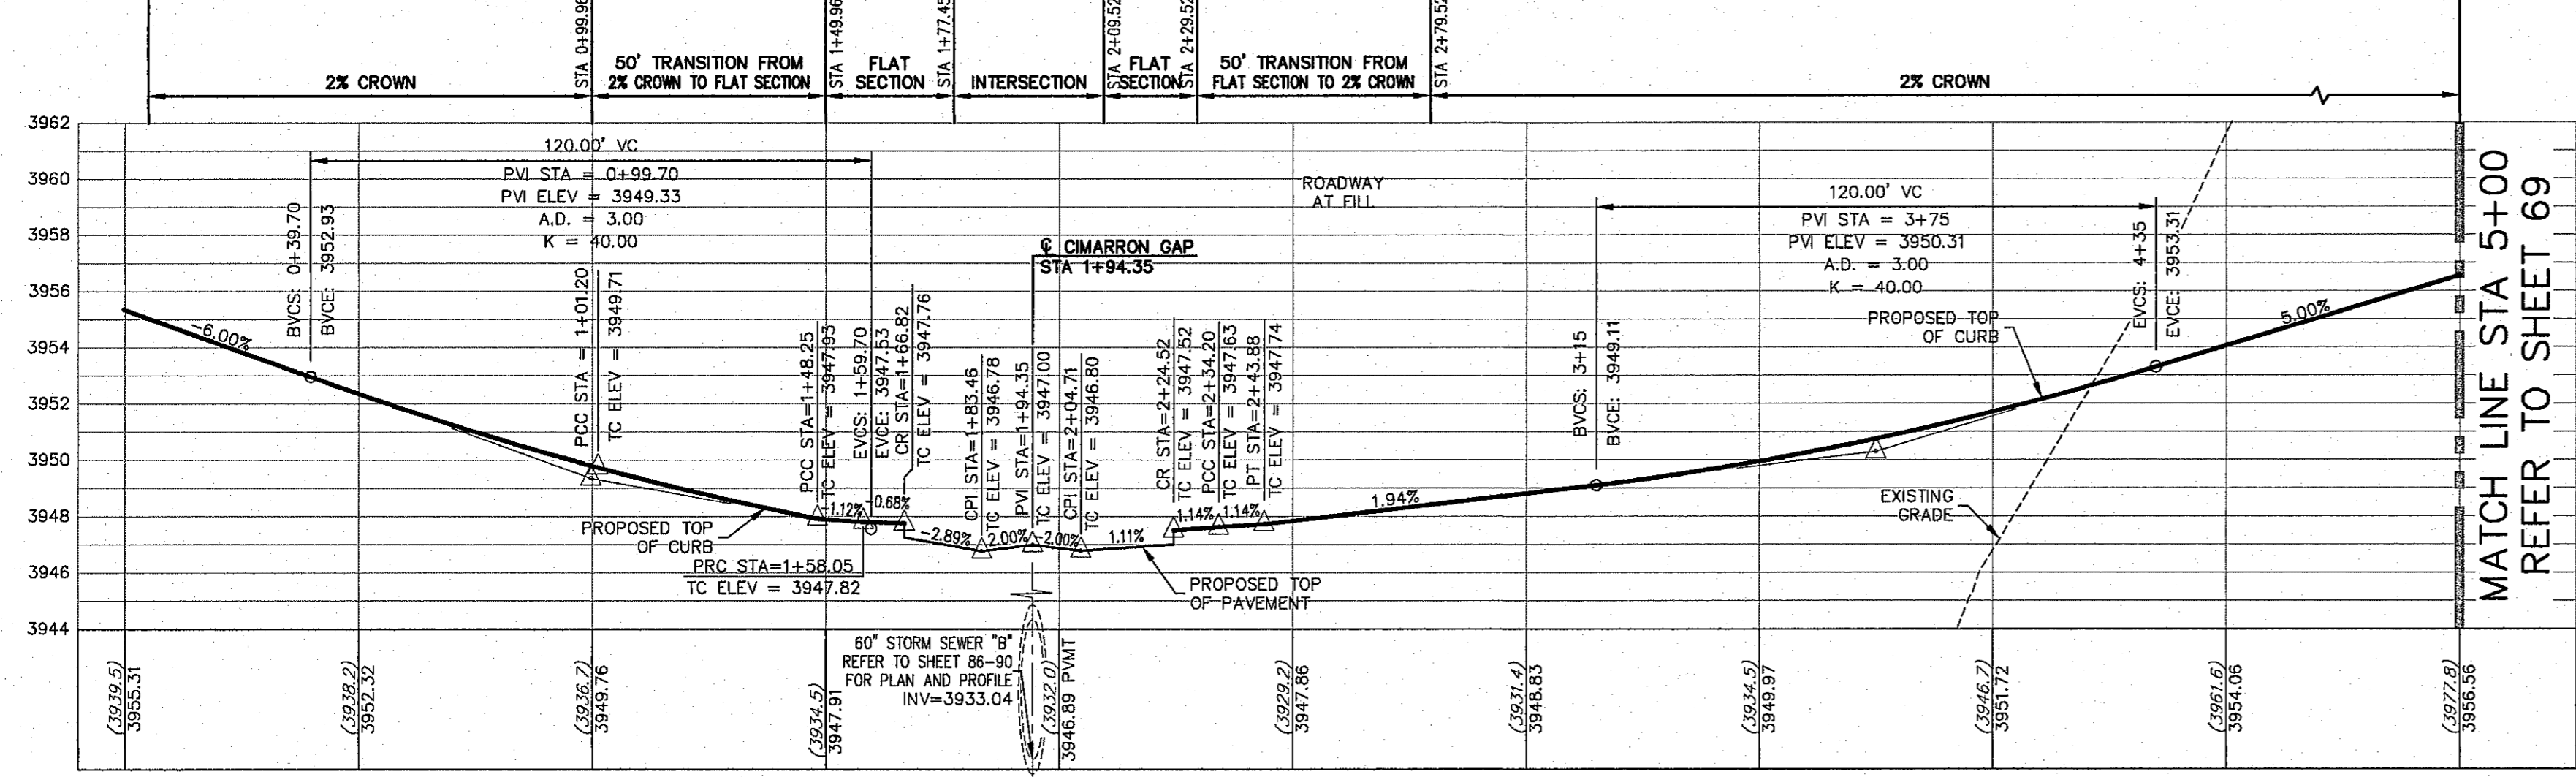 STA 0+99.96
STA 1+49.96
STA 1+77.45
STA 2+09.52
STA 2+29.52
STA 2+79.52
2% CROWN
50' TRANSITION FROM
2% CROWN TO FLAT SECTION
FLAT
SECTION
INTERSECTION
FLAT
SECTION
50' TRANSITION FROM
FLAT SECTION TO 2% CROWN
2% CROWN
3962
3960
3958
3956
3954
3952
3950
3948
3946
3944
120.00' VC
PVI STA = 0+99.70
PVI ELEV = 3949.33
A.D. = 3.00
K = 40.00
BVCS: 0+39.70
BVCE: 3952.93
-6.00%
PCC STA = 1+01.20
TC ELEV = 3949.71
PCC STA=1+48.25
TC ELEV = 3947.93
EVCS: 1+59.70
EVCE: 3947.53
CR STA=1+66.82
TC ELEV = 3947.76
-1.12%
-0.68%
PROPOSED TOP
OF CURB
PRC STA=1+58.05
TC ELEV = 3947.82
℄ CIMARRON GAP
STA 1+94.35
CPI STA=1+83.46
TC ELEV = 3946.78
PVI STA=1+94.35
TC ELEV = 3947.00
CPI STA=2+04.71
TC ELEV = 3946.80
-2.89%
2.00%
-2.00%
1.11%
CR STA=2+24.52
TC ELEV = 3947.52
PCC STA=2+34.20
TC ELEV = 3947.63
PT STA=2+43.88
TC ELEV = 3947.74
1.14%
1.14%
PROPOSED TOP
OF PAVEMENT
ROADWAY
AT FILL
1.94%
120.00' VC
PVI STA = 3+75
PVI ELEV = 3950.31
A.D. = 3.00
K = 40.00
BVCS: 3+15
BVCE: 3949.11
PROPOSED TOP
OF CURB
EVCS: 4+35
EVCE: 3953.31
5.00%
EXISTING
GRADE
MATCH LINE STA 5+00
REFER TO SHEET 69
60" STORM SEWER "B"
REFER TO SHEET 86-90
FOR PLAN AND PROFILE
INV=3933.04
(3939.5)
3955.31
(3938.2)
3952.32
(3936.7)
3949.76
(3934.5)
3947.91
(3932.0)
3946.89 PVMT
(3929.2)
3947.86
(3931.4)
3948.83
(3934.5)
3949.97
(3946.7)
3951.72
(3961.6)
3954.06
(3977.8)
3956.56